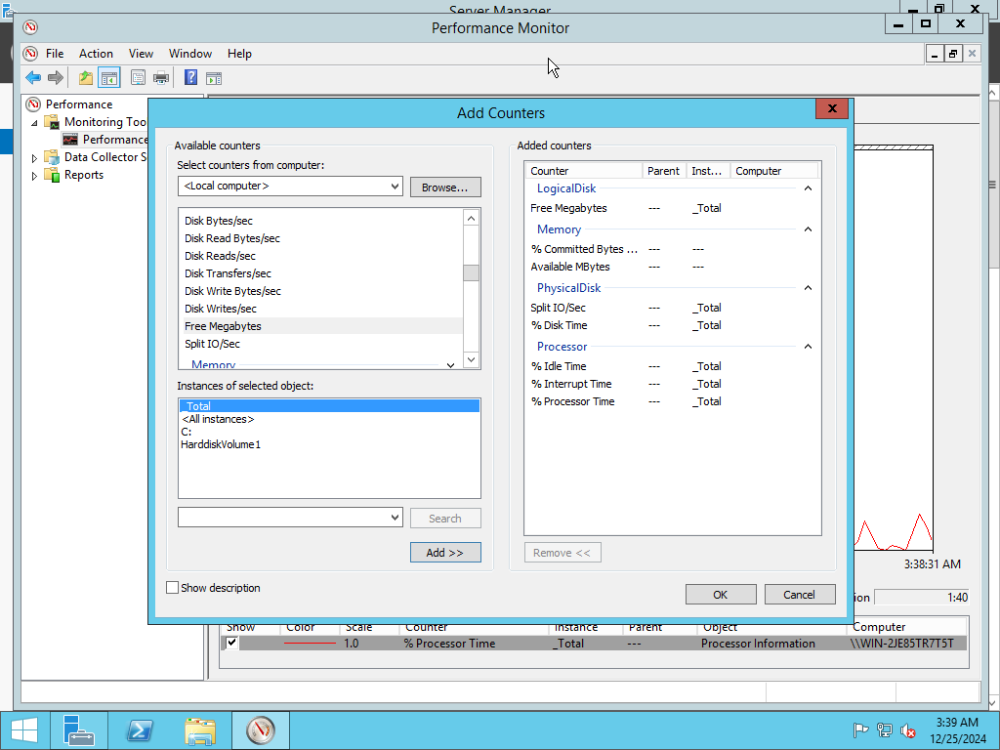 Server Manager
Performance Monitor
File Action View Window Help
Performance
Monitoring Too
Performance
Data Collector S
Reports
Add Counters
Available counters
Select counters from computer:
<Local computer>
Browse...
Disk Bytes/sec
Disk Read Bytes/sec
Disk Reads/sec
Disk Transfers/sec
Disk Write Bytes/sec
Disk Writes/sec
Free Megabytes
Split IO/Sec
Memory
Instances of selected object:
_Total
<All instances>
C:
HarddiskVolume1
Search
Add >>
Show description
Added counters
Counter Parent Inst... Computer
LogicalDisk
Free Megabytes --- _Total
Memory
% Committed Bytes ... --- ---
Available MBytes --- ---
PhysicalDisk
Split IO/Sec --- _Total
% Disk Time --- _Total
Processor
% Idle Time --- _Total
% Interrupt Time --- _Total
% Processor Time --- _Total
Remove <<
OK Cancel
3:38:31 AM
ion 1:40
Show Color Scale Counter Instance Parent Object Computer
1.0 % Processor Time _Total --- Processor Information \\WIN-2JE85TR7T5T
3:39 AM
12/25/2024